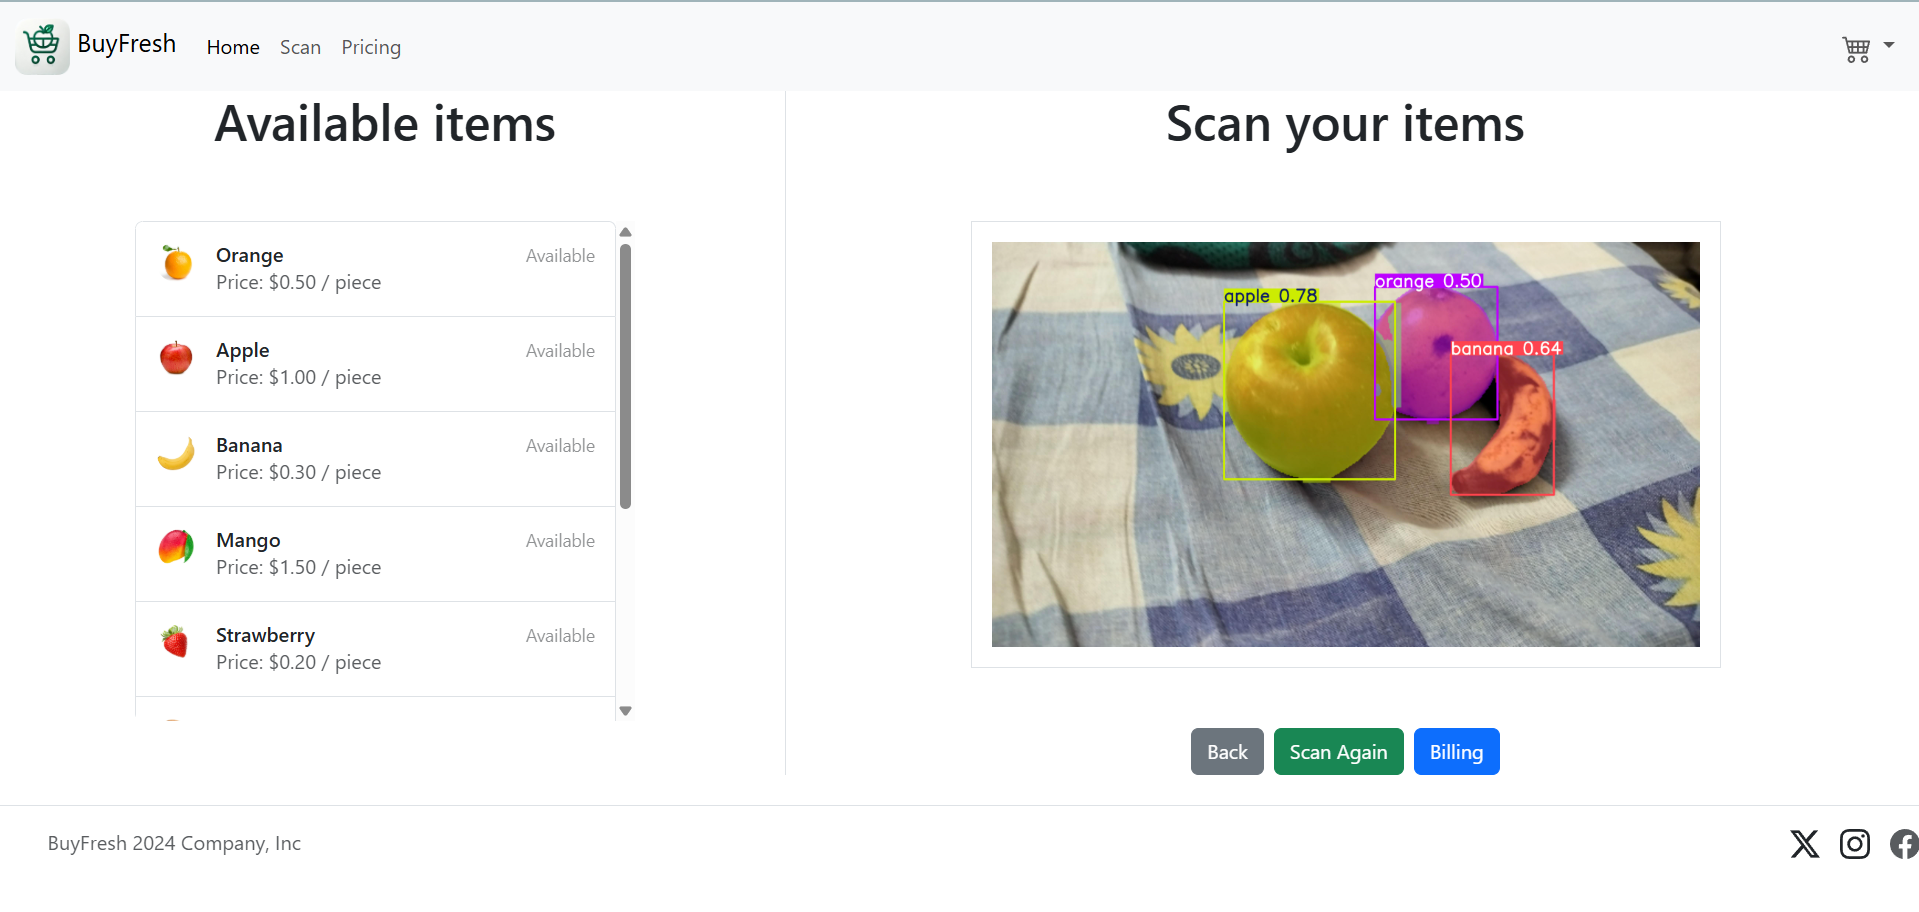 BuyFresh Home Scan Pricing
Available items
Orange Available
Price: $0.50 / piece
Apple Available
Price: $1.00 / piece
Banana Available
Price: $0.30 / piece
Mango Available
Price: $1.50 / piece
Strawberry Available
Price: $0.20 / piece
Scan your items
orange 0.50
apple 0.78
banana 0.64
Back Scan Again Billing
BuyFresh 2024 Company, Inc